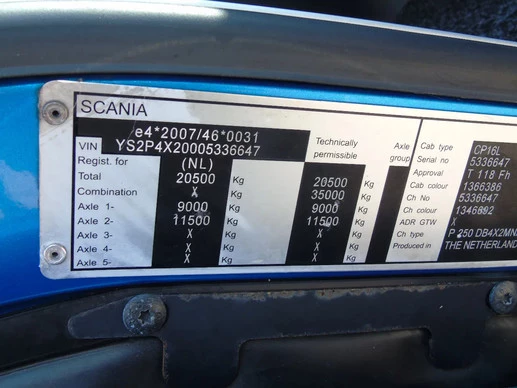 SCANIA
e4*2007/46*0031
VIN YS2P4X20005336647
Technically permissible Axle group
Regist. for (NL)
Total 20500 Kg 20500 Kg
Combination X Kg 35000 Kg
Axle 1- 9000 Kg 9000 Kg
Axle 2- 11500 Kg 11500 Kg
Axle 3- X Kg X Kg
Axle 4- X Kg X Kg
Axle 5- X X
Cab type CP16L
Serial no 5336647
Approval T 118 Fh
Cab colour 1366386
Ch No 5336647
Ch colour
ADR GTW X
Ch type P 250 DB4X2MN
Produced in THE NETHERLAND